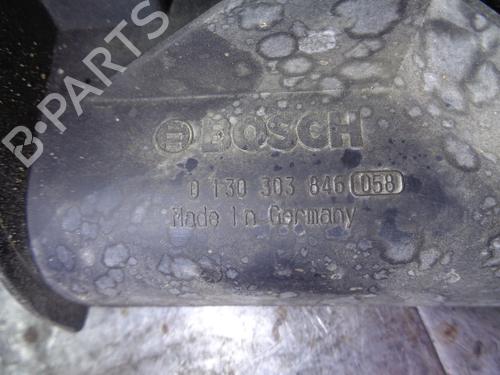 B-PARTS
BOSCH
0 130 303 846 058
Made in Germany